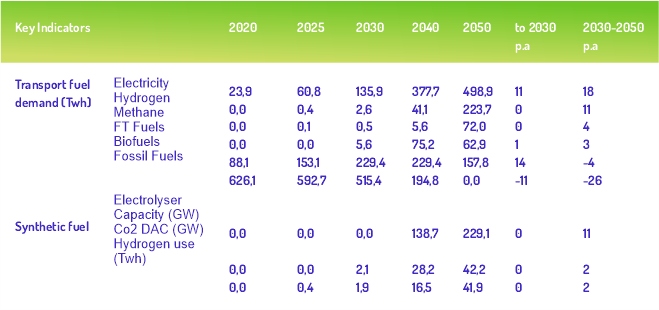 Key Indicators 2020 2025 2030 2040 2050 to 2030 p.a 2030-2050 p.a
Transport fuel demand (Twh)
Electricity 23,9 60,8 135,9 377,7 498,9 11 18
Hydrogen 0,0 0,4 2,6 41,1 223,7 0 11
Methane 0,0 0,1 0,5 5,6 72,0 0 4
FT Fuels 0,0 0,0 5,6 75,2 62,9 1 3
Biofuels 88,1 153,1 229,4 229,4 157,8 14 -4
Fossil Fuels 626,1 592,7 515,4 194,8 0,0 -11 -26
Synthetic fuel
Electrolyser Capacity (GW) 0,0 0,0 0,0 138,7 229,1 0 11
Co2 DAC (GW) 0,0 0,0 2,1 28,2 42,2 0 2
Hydrogen use (Twh) 0,0 0,4 1,9 16,5 41,9 0 2